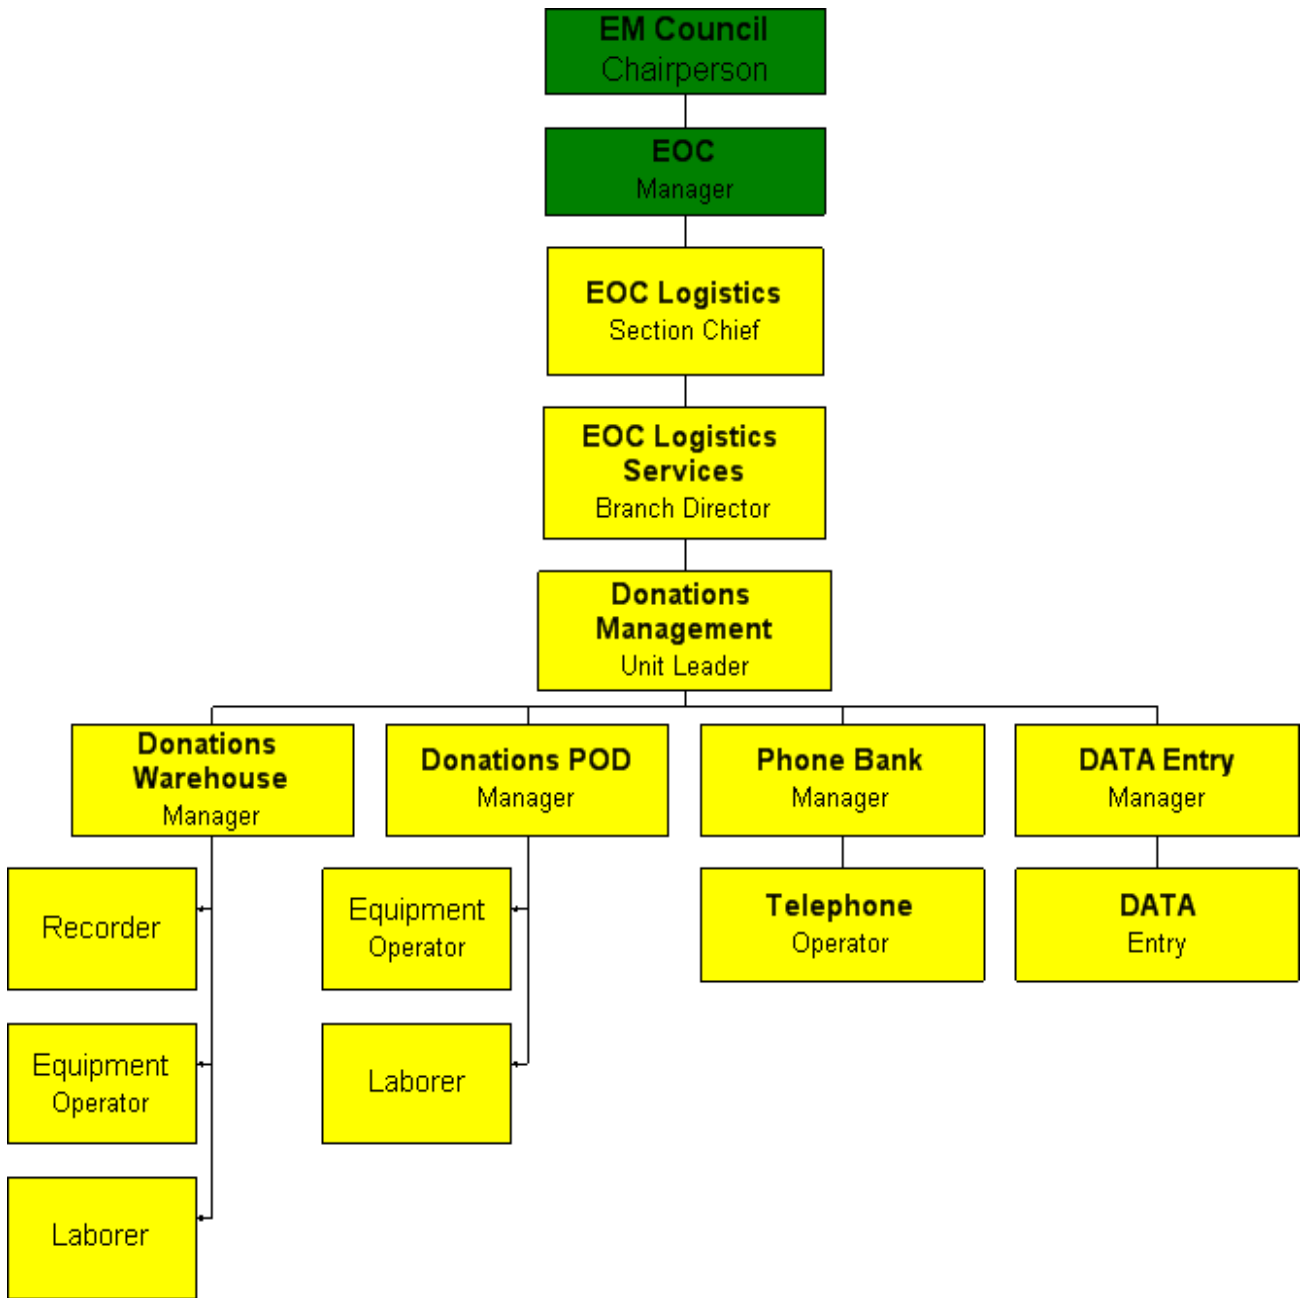 EM Council
Chairperson
EOC
Manager
EOC Logistics
Section Chief
EOC Logistics
Services
Branch Director
Donations
Management
Unit Leader
Donations
Warehouse
Manager
Donations POD
Manager
Phone Bank
Manager
DATA Entry
Manager
Recorder
Equipment
Operator
Telephone
Operator
DATA
Entry
Equipment
Operator
Laborer
Laborer